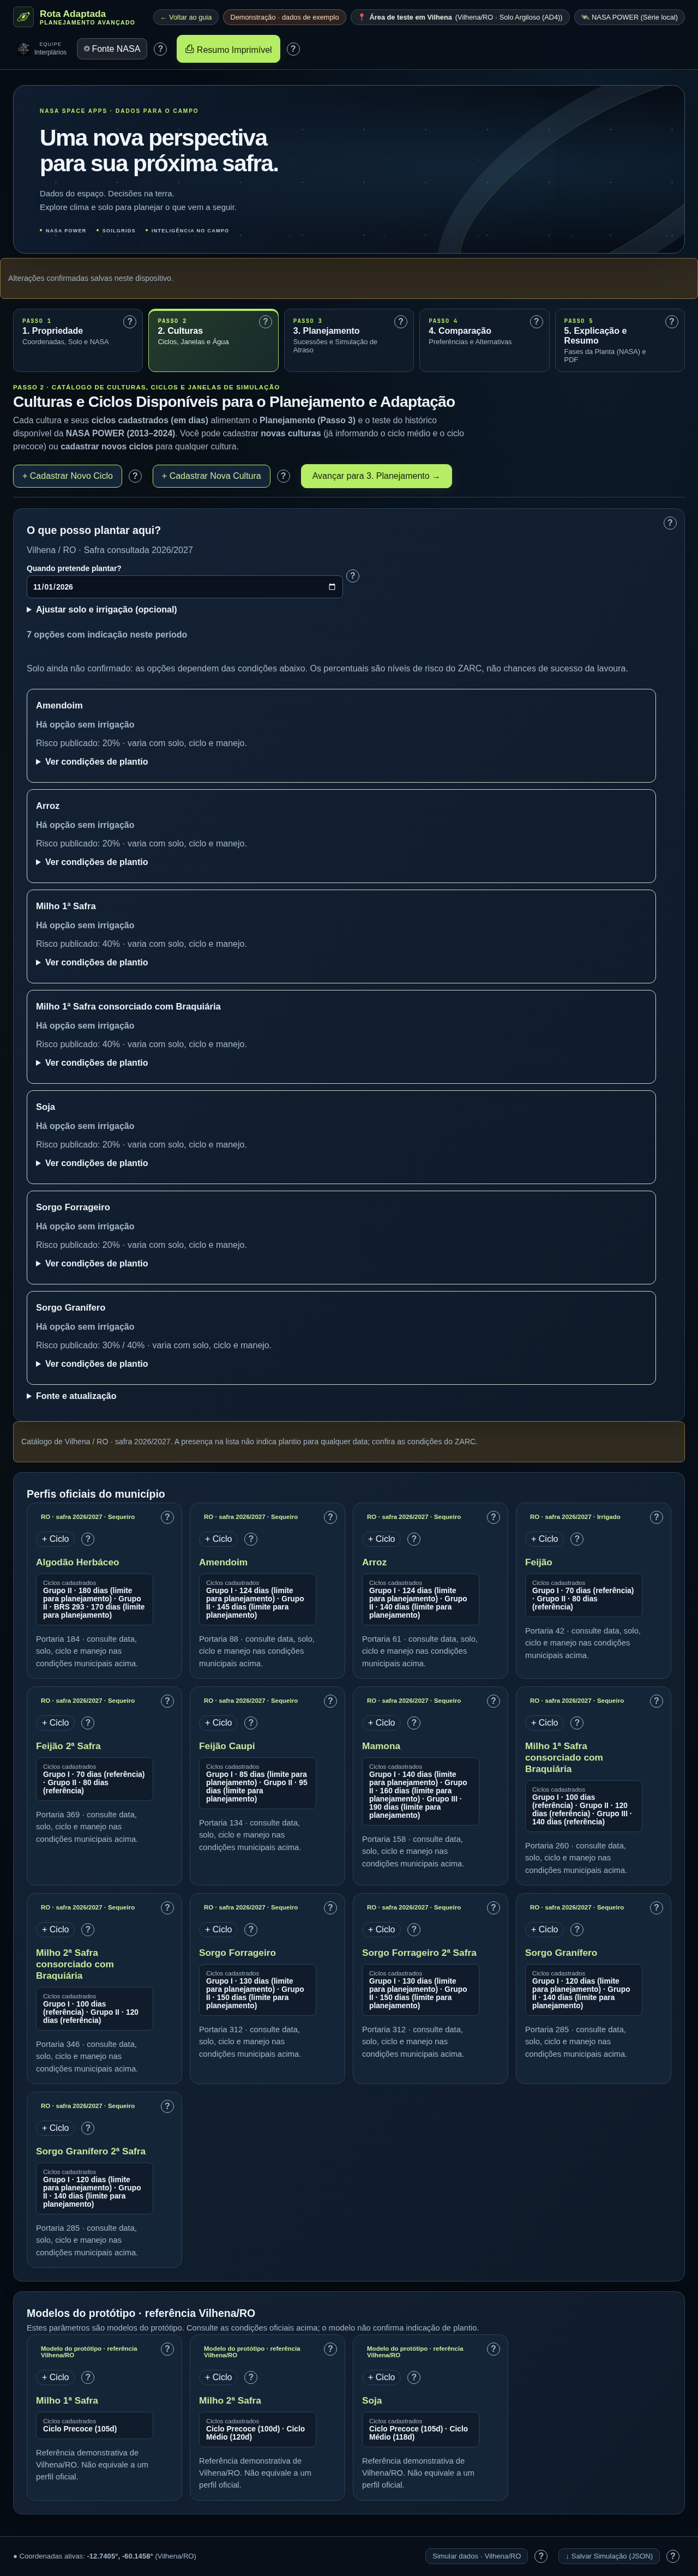 Rota Adaptada
PLANEJAMENTO AVANÇADO
← Voltar ao guia
Demonstração · dados de exemplo
Área de teste em Vilhena (Vilhena/RO · Solo Argiloso (AD4))
NASA POWER (Série local)
EQUIPE
Interplários
Fonte NASA
?
Resumo Imprimível
?
NASA SPACE APPS · DADOS PARA O CAMPO
Uma nova perspectiva
para sua próxima safra.
Dados do espaço. Decisões na terra.
Explore clima e solo para planejar o que vem a seguir.
NASA POWER
SOILGRIDS
INTELIGÊNCIA NO CAMPO
Alterações confirmadas salvas neste dispositivo.
PASSO 1
?
1. Propriedade
Coordenadas, Solo e NASA
PASSO 2
?
2. Culturas
Ciclos, Janelas e Água
PASSO 3
?
3. Planejamento
Sucessões e Simulação de
Atraso
PASSO 4
?
4. Comparação
Preferências e Alternativas
PASSO 5
?
5. Explicação e
Resumo
Fases da Planta (NASA) e
PDF
PASSO 2 · CATÁLOGO DE CULTURAS, CICLOS E JANELAS DE SIMULAÇÃO
Culturas e Ciclos Disponíveis para o Planejamento e Adaptação
Cada cultura e seus ciclos cadastrados (em dias) alimentam o Planejamento (Passo 3) e o teste do histórico
disponível da NASA POWER (2013–2024). Você pode cadastrar novas culturas (já informando o ciclo médio e o ciclo
precoce) ou cadastrar novos ciclos para qualquer cultura.
+ Cadastrar Novo Ciclo
?
+ Cadastrar Nova Cultura
?
Avançar para 3. Planejamento →
O que posso plantar aqui?
?
Vilhena / RO · Safra consultada 2026/2027
Quando pretende plantar?
11/01/2026
?
▶ Ajustar solo e irrigação (opcional)
7 opções com indicação neste período
Solo ainda não confirmado: as opções dependem das condições abaixo. Os percentuais são níveis de risco do ZARC, não chances de sucesso da lavoura.
Amendoim
Há opção sem irrigação
Risco publicado: 20% · varia com solo, ciclo e manejo.
▶ Ver condições de plantio
Arroz
Há opção sem irrigação
Risco publicado: 20% · varia com solo, ciclo e manejo.
▶ Ver condições de plantio
Milho 1ª Safra
Há opção sem irrigação
Risco publicado: 40% · varia com solo, ciclo e manejo.
▶ Ver condições de plantio
Milho 1ª Safra consorciado com Braquiária
Há opção sem irrigação
Risco publicado: 40% · varia com solo, ciclo e manejo.
▶ Ver condições de plantio
Soja
Há opção sem irrigação
Risco publicado: 20% · varia com solo, ciclo e manejo.
▶ Ver condições de plantio
Sorgo Forrageiro
Há opção sem irrigação
Risco publicado: 20% · varia com solo, ciclo e manejo.
▶ Ver condições de plantio
Sorgo Granífero
Há opção sem irrigação
Risco publicado: 30% / 40% · varia com solo, ciclo e manejo.
▶ Ver condições de plantio
▶ Fonte e atualização
Catálogo de Vilhena / RO · safra 2026/2027. A presença na lista não indica plantio para qualquer data; confira as condições do ZARC.
Perfis oficiais do município
RO · safra 2026/2027 · Sequeiro
?
+ Ciclo
?
Algodão Herbáceo
Ciclos cadastrados
Grupo II · 180 dias (limite
para planejamento) · Grupo
II · BRS 293 · 170 dias (limite
para planejamento)
Portaria 184 · consulte data,
solo, ciclo e manejo nas
condições municipais acima.
RO · safra 2026/2027 · Sequeiro
?
+ Ciclo
?
Amendoim
Ciclos cadastrados
Grupo I · 124 dias (limite
para planejamento) · Grupo
II · 145 dias (limite para
planejamento)
Portaria 88 · consulte data, solo,
ciclo e manejo nas condições
municipais acima.
RO · safra 2026/2027 · Sequeiro
?
+ Ciclo
?
Arroz
Ciclos cadastrados
Grupo I · 124 dias (limite
para planejamento) · Grupo
II · 140 dias (limite para
planejamento)
Portaria 61 · consulte data, solo,
ciclo e manejo nas condições
municipais acima.
RO · safra 2026/2027 · Irrigado
?
+ Ciclo
?
Feijão
Ciclos cadastrados
Grupo I · 70 dias (referência)
· Grupo II · 80 dias
(referência)
Portaria 42 · consulte data, solo,
ciclo e manejo nas condições
municipais acima.
RO · safra 2026/2027 · Sequeiro
?
+ Ciclo
?
Feijão 2ª Safra
Ciclos cadastrados
Grupo I · 70 dias (referência)
· Grupo II · 80 dias
(referência)
Portaria 369 · consulte data,
solo, ciclo e manejo nas
condições municipais acima.
RO · safra 2026/2027 · Sequeiro
?
+ Ciclo
?
Feijão Caupi
Ciclos cadastrados
Grupo I · 85 dias (limite para
planejamento) · Grupo II · 95
dias (limite para
planejamento)
Portaria 134 · consulte data,
solo, ciclo e manejo nas
condições municipais acima.
RO · safra 2026/2027 · Sequeiro
?
+ Ciclo
?
Mamona
Ciclos cadastrados
Grupo I · 140 dias (limite
para planejamento) · Grupo
II · 160 dias (limite para
planejamento) · Grupo III ·
190 dias (limite para
planejamento)
Portaria 158 · consulte data,
solo, ciclo e manejo nas
condições municipais acima.
RO · safra 2026/2027 · Sequeiro
?
+ Ciclo
?
Milho 1ª Safra
consorciado com
Braquiária
Ciclos cadastrados
Grupo I · 100 dias
(referência) · Grupo II · 120
dias (referência) · Grupo III ·
140 dias (referência)
Portaria 260 · consulte data,
solo, ciclo e manejo nas
condições municipais acima.
RO · safra 2026/2027 · Sequeiro
?
+ Ciclo
?
Milho 2ª Safra
consorciado com
Braquiária
Ciclos cadastrados
Grupo I · 100 dias
(referência) · Grupo II · 120
dias (referência)
Portaria 346 · consulte data,
solo, ciclo e manejo nas
condições municipais acima.
RO · safra 2026/2027 · Sequeiro
?
+ Ciclo
?
Sorgo Forrageiro
Ciclos cadastrados
Grupo I · 130 dias (limite
para planejamento) · Grupo
II · 150 dias (limite para
planejamento)
Portaria 312 · consulte data,
solo, ciclo e manejo nas
condições municipais acima.
RO · safra 2026/2027 · Sequeiro
?
+ Ciclo
?
Sorgo Forrageiro 2ª Safra
Ciclos cadastrados
Grupo I · 130 dias (limite
para planejamento) · Grupo
II · 150 dias (limite para
planejamento)
Portaria 312 · consulte data,
solo, ciclo e manejo nas
condições municipais acima.
RO · safra 2026/2027 · Sequeiro
?
+ Ciclo
?
Sorgo Granífero
Ciclos cadastrados
Grupo I · 120 dias (limite
para planejamento) · Grupo
II · 140 dias (limite para
planejamento)
Portaria 285 · consulte data,
solo, ciclo e manejo nas
condições municipais acima.
RO · safra 2026/2027 · Sequeiro
?
+ Ciclo
?
Sorgo Granífero 2ª Safra
Ciclos cadastrados
Grupo I · 120 dias (limite
para planejamento) · Grupo
II · 140 dias (limite para
planejamento)
Portaria 285 · consulte data,
solo, ciclo e manejo nas
condições municipais acima.
Modelos do protótipo · referência Vilhena/RO
Estes parâmetros são modelos do protótipo. Consulte as condições oficiais acima; o modelo não confirma indicação de plantio.
Modelo do protótipo · referência
Vilhena/RO
?
+ Ciclo
?
Milho 1ª Safra
Ciclos cadastrados
Ciclo Precoce (105d)
Referência demonstrativa de
Vilhena/RO. Não equivale a um
perfil oficial.
Modelo do protótipo · referência
Vilhena/RO
?
+ Ciclo
?
Milho 2ª Safra
Ciclos cadastrados
Ciclo Precoce (100d) · Ciclo
Médio (120d)
Referência demonstrativa de
Vilhena/RO. Não equivale a um
perfil oficial.
Modelo do protótipo · referência
Vilhena/RO
?
+ Ciclo
?
Soja
Ciclos cadastrados
Ciclo Precoce (105d) · Ciclo
Médio (118d)
Referência demonstrativa de
Vilhena/RO. Não equivale a um
perfil oficial.
● Coordenadas ativas: -12.7405°, -60.1458° (Vilhena/RO)
Simular dados · Vilhena/RO
?
↓ Salvar Simulação (JSON)
?